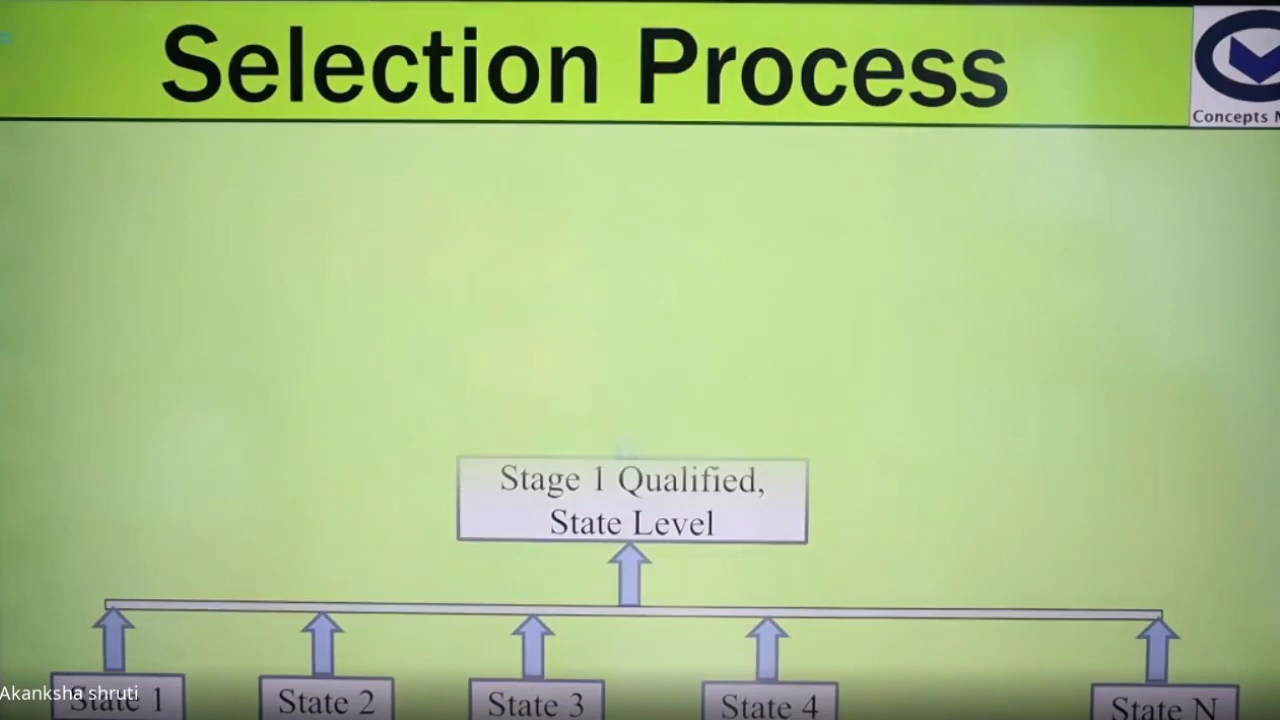 Selection Process
Concepts
Stage 1 Qualified,
State Level
State 1
State 2
State 3
State 4
State N
Akanksha shruti